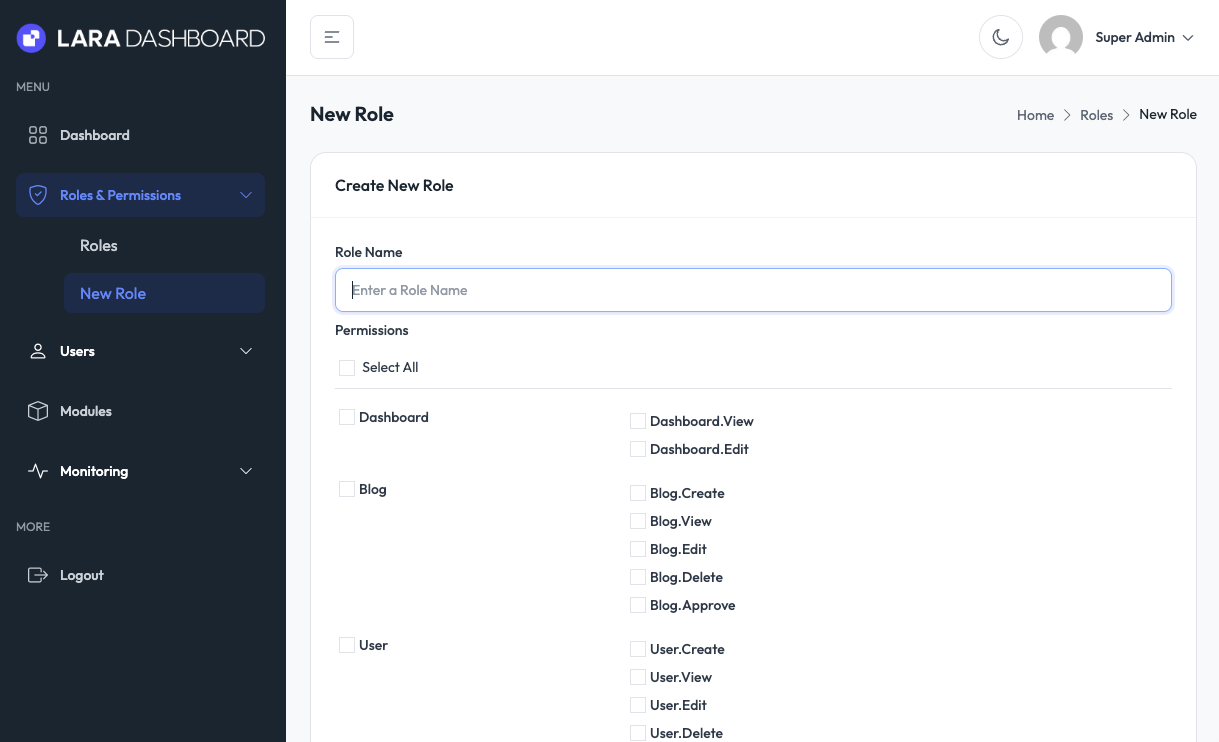 LARA DASHBOARD
MENU
Dashboard
Roles & Permissions
Roles
New Role
Users
Modules
Monitoring
MORE
Logout
Super Admin
New Role
Home > Roles > New Role
Create New Role
Role Name
Enter a Role Name
Permissions
Select All
Dashboard
Dashboard.View
Dashboard.Edit
Blog
Blog.Create
Blog.View
Blog.Edit
Blog.Delete
Blog.Approve
User
User.Create
User.View
User.Edit
User.Delete